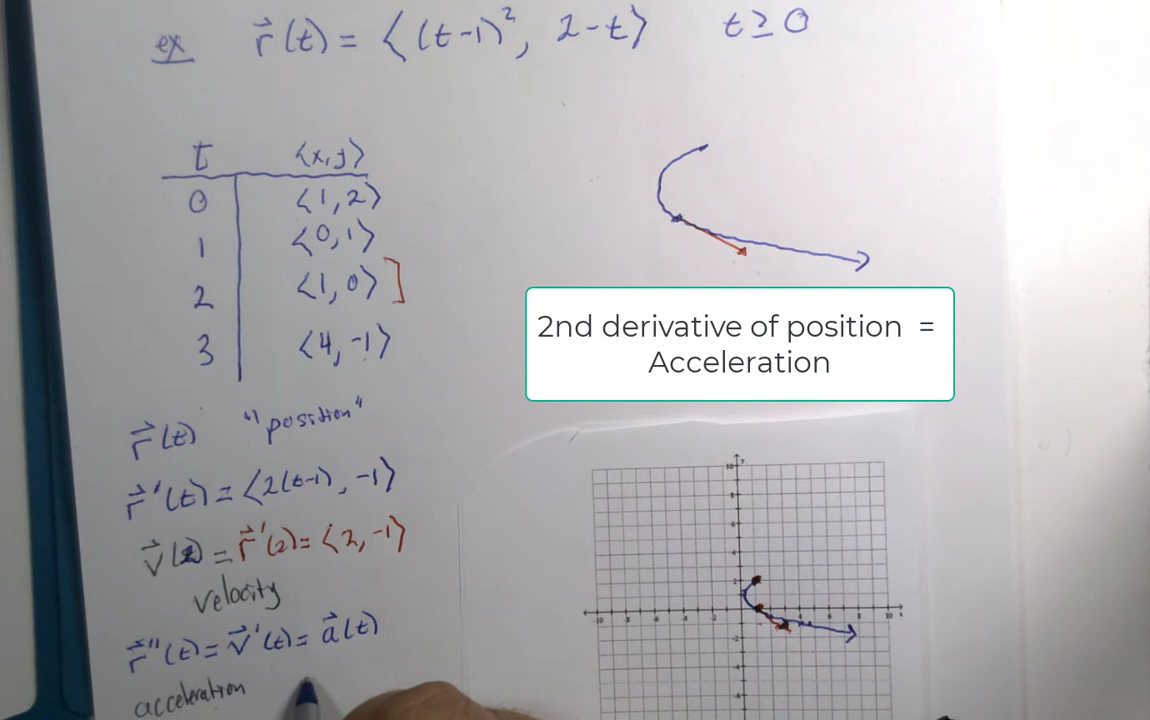 ex r⃗(t) = ⟨(t-1)², 2-t⟩ t ≥ 0
t ⟨x,y⟩
0 ⟨1,2⟩
1 ⟨0,1⟩
2 ⟨1,0⟩]
3 ⟨4,-1⟩
2nd derivative of position =
Acceleration
r⃗(t) "position"
r⃗'(t) = ⟨2(t-1), -1⟩
v⃗(2) = r⃗'(2) = ⟨2,-1⟩
velocity
r⃗''(t) = v⃗'(t) = a⃗(t)
acceleration